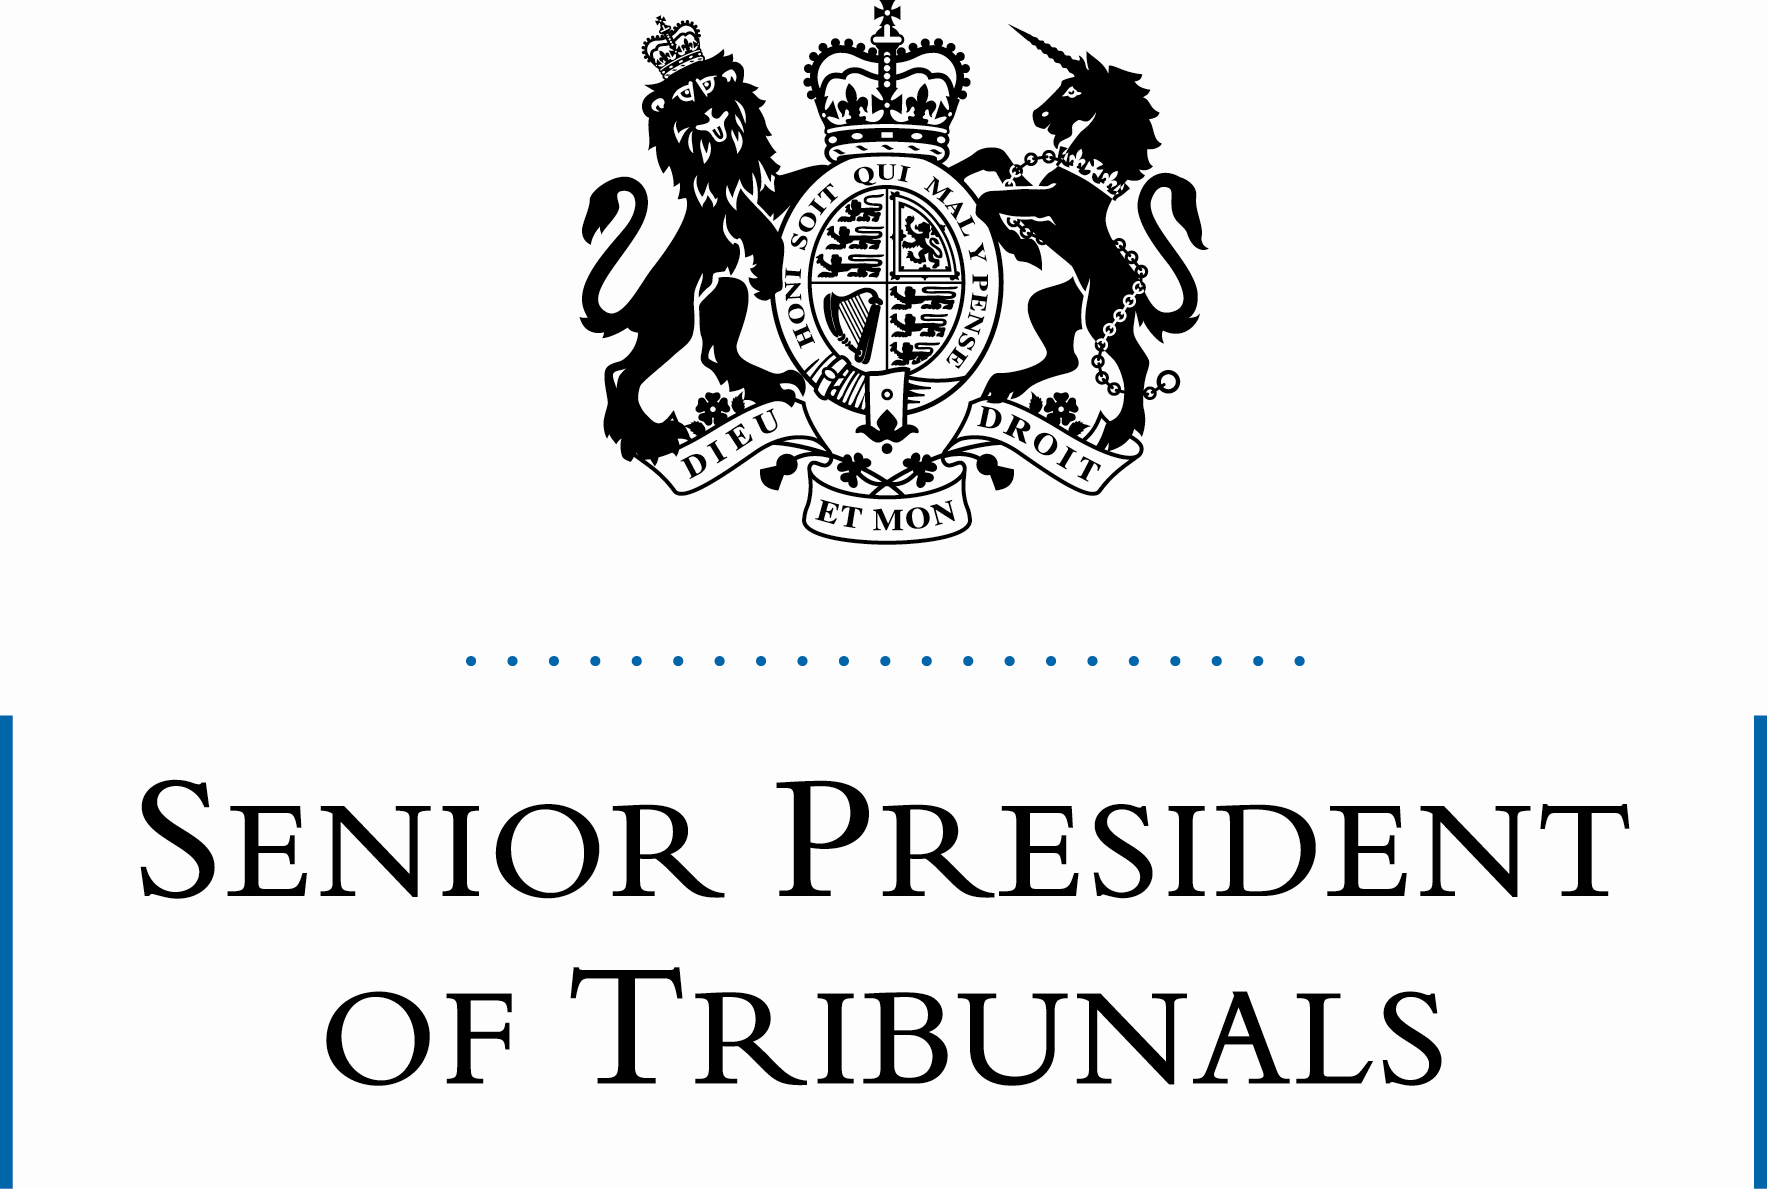 HONI SOIT QUI MAL Y PENSE
DIEU ET MON DROIT
SENIOR PRESIDENT
OF TRIBUNALS